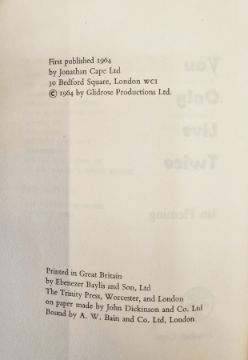 First published 1964
by Jonathan Cape Ltd
30 Bedford Square, London WC1
© 1964 by Glidrose Productions Ltd.
You
Only
Live
Twice
Ian Fleming
Printed in Great Britain
by Ebenezer Baylis and Son, Ltd
The Trinity Press, Worcester, and London
on paper made by John Dickinson and Co. Ltd
Bound by A. W. Bain and Co. Ltd, London